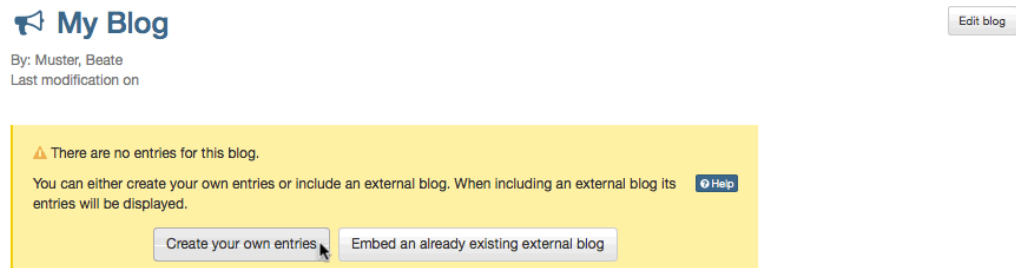 My Blog
Edit blog
By: Muster, Beate
Last modification on
There are no entries for this blog.
You can either create your own entries or include an external blog. When including an external blog its
Help
entries will be displayed.
Create your own entries
Embed an already existing external blog